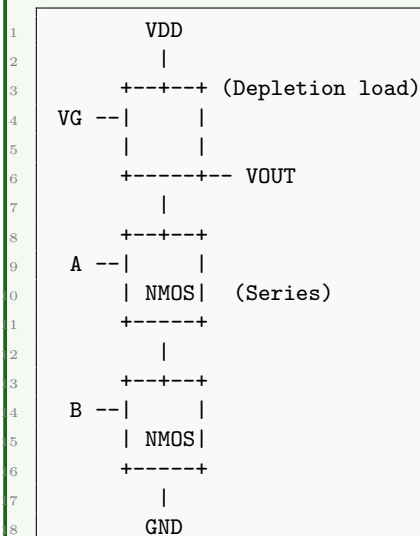 1 VDD
2 |
3 +--+--+ (Depletion load)
4 VG --|     |
5 |     |
6 +-----+-- VOUT
7 |
8 +--+--+
9 A --|     |
10 | NMOS|  (Series)
11 +-----+
12 |
13 +--+--+
14 B --|     |
15 | NMOS|
16 +-----+
17 |
18 GND